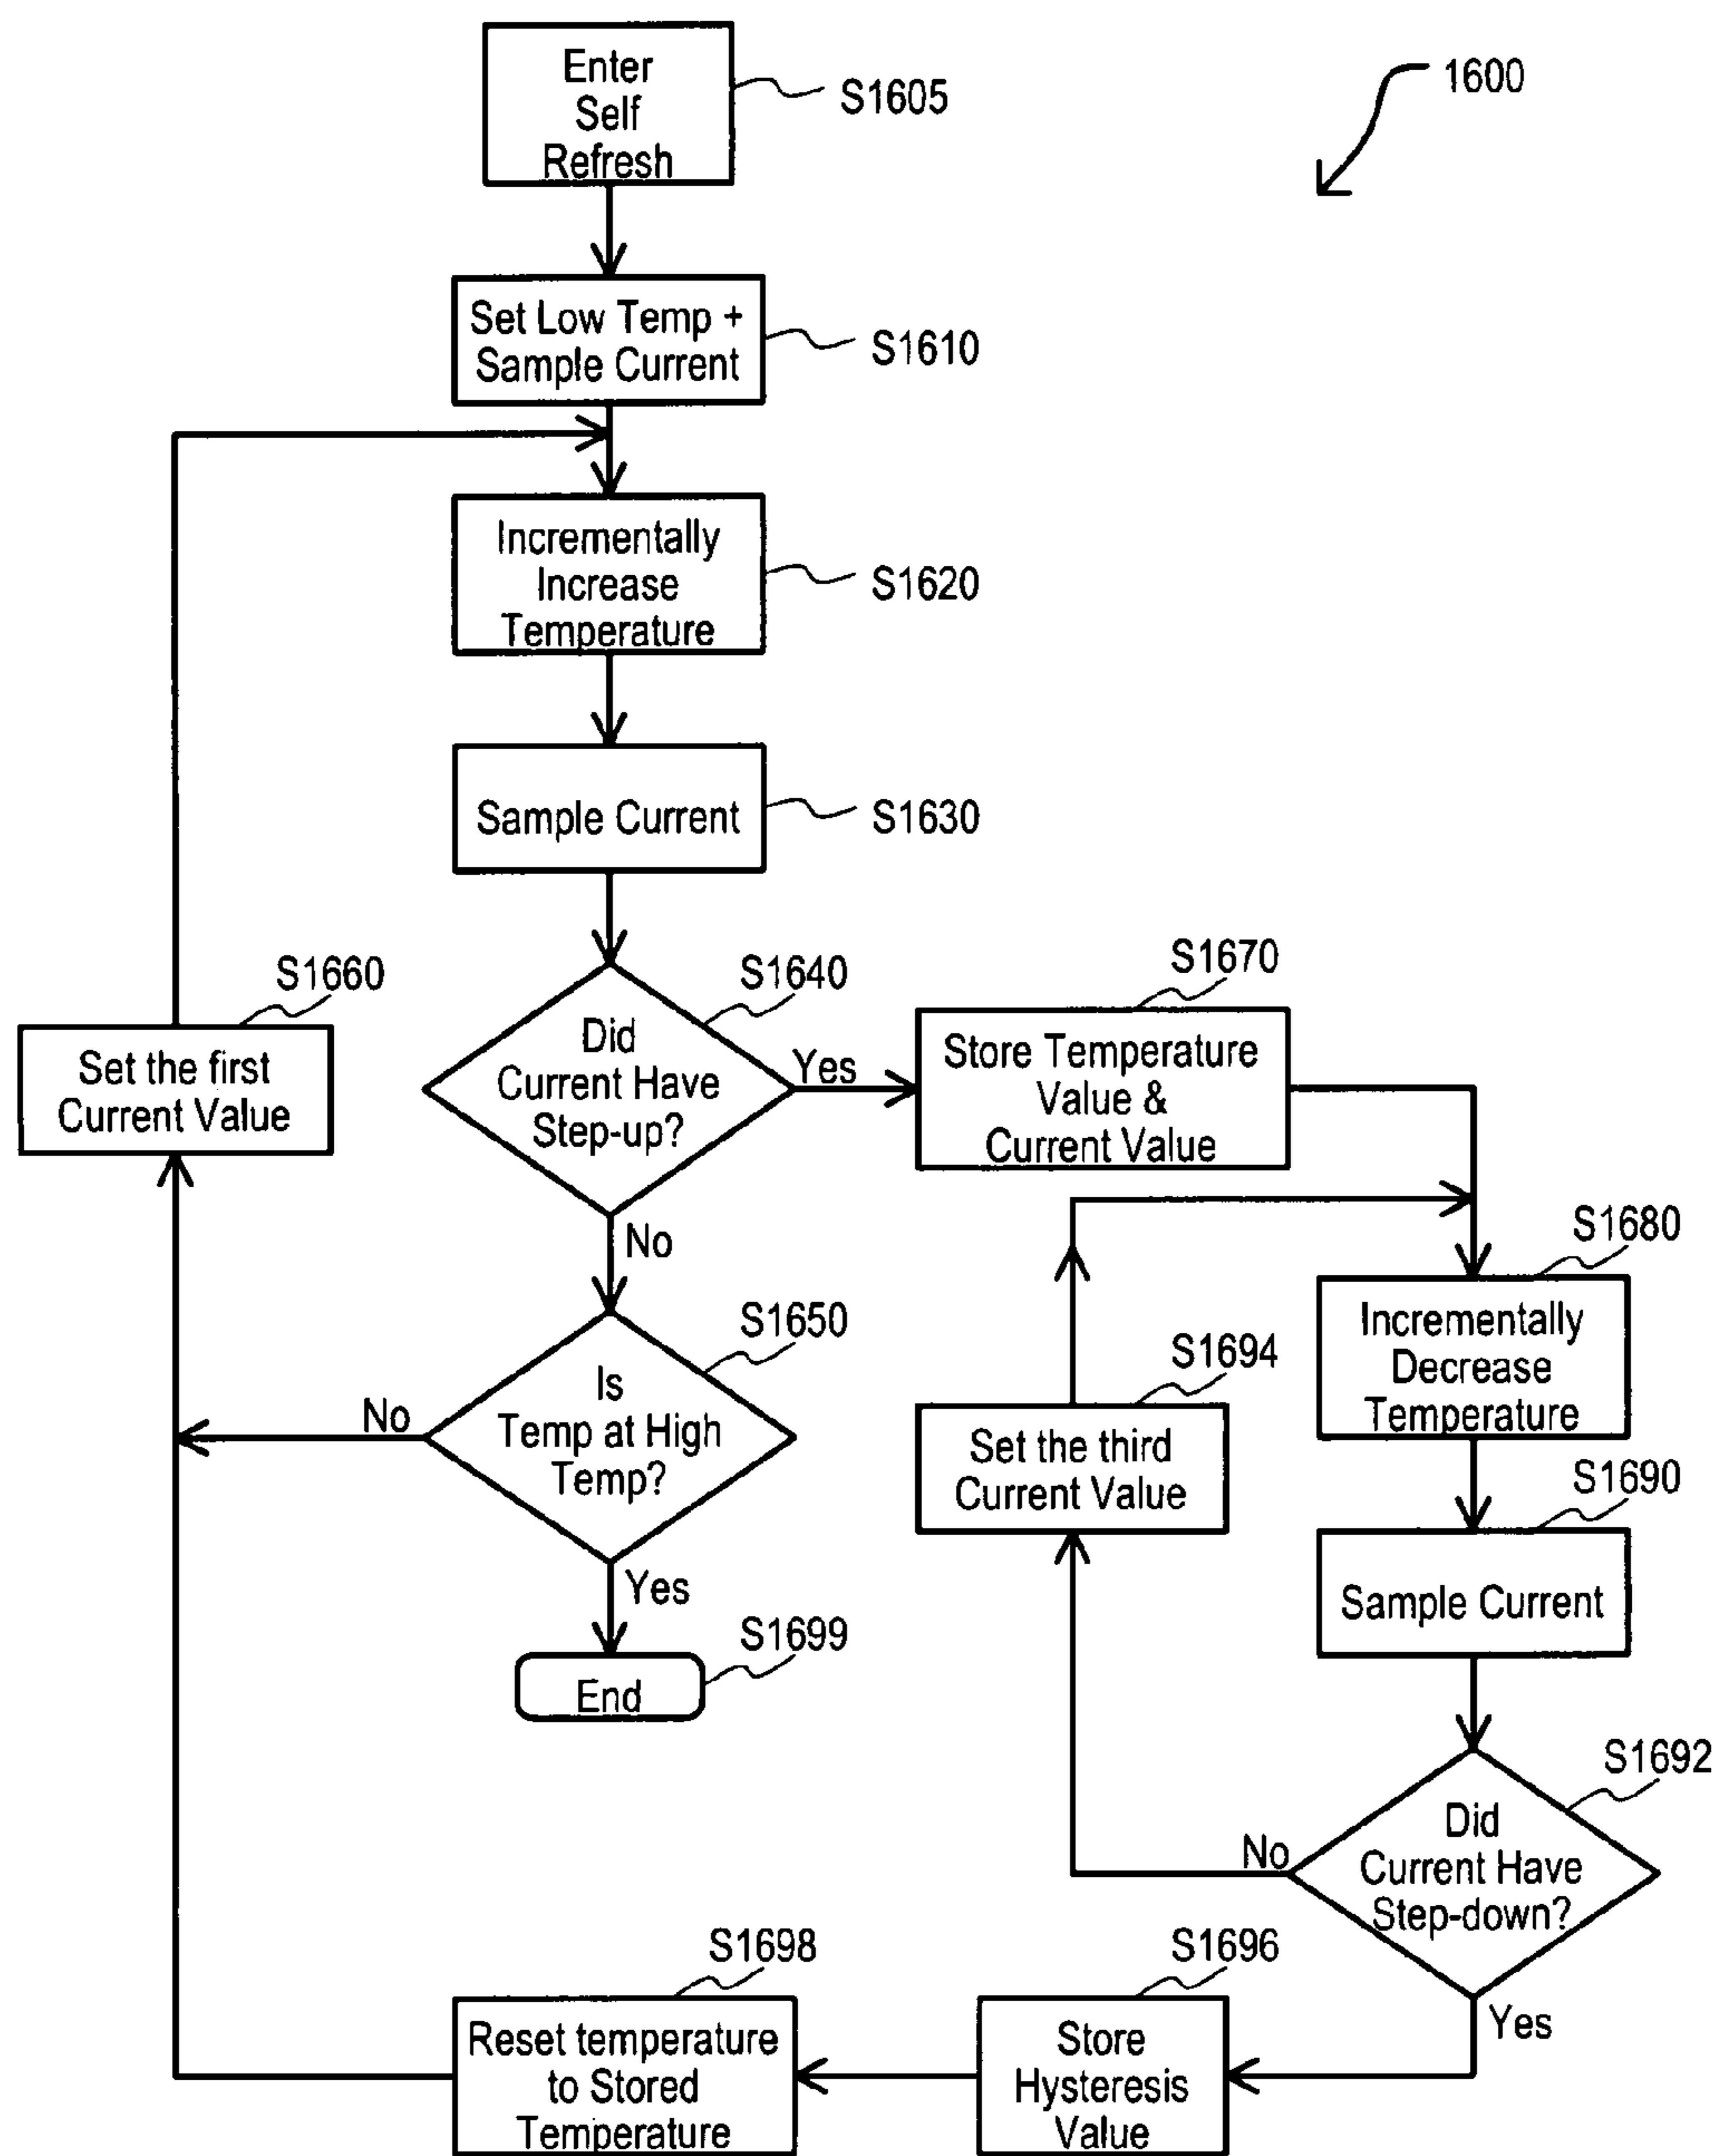 Enter
Self
Refresh
S1605
1600
Set Low Temp +
Sample Current
S1610
Incrementally
Increase
Temperature
S1620
Sample Current
S1630
S1660
Set the first
Current Value
S1640
Did
Current Have
Step-up?
Yes
No
S1670
Store Temperature
Value &
Current Value
S1680
Incrementally
Decrease
Temperature
S1650
Is
Temp at High
Temp?
No
Yes
S1694
Set the third
Current Value
S1690
Sample Current
S1699
End
S1692
Did
Current Have
Step-down?
No
Yes
S1698
Reset temperature
to Stored
Temperature
S1696
Store
Hysteresis
Value